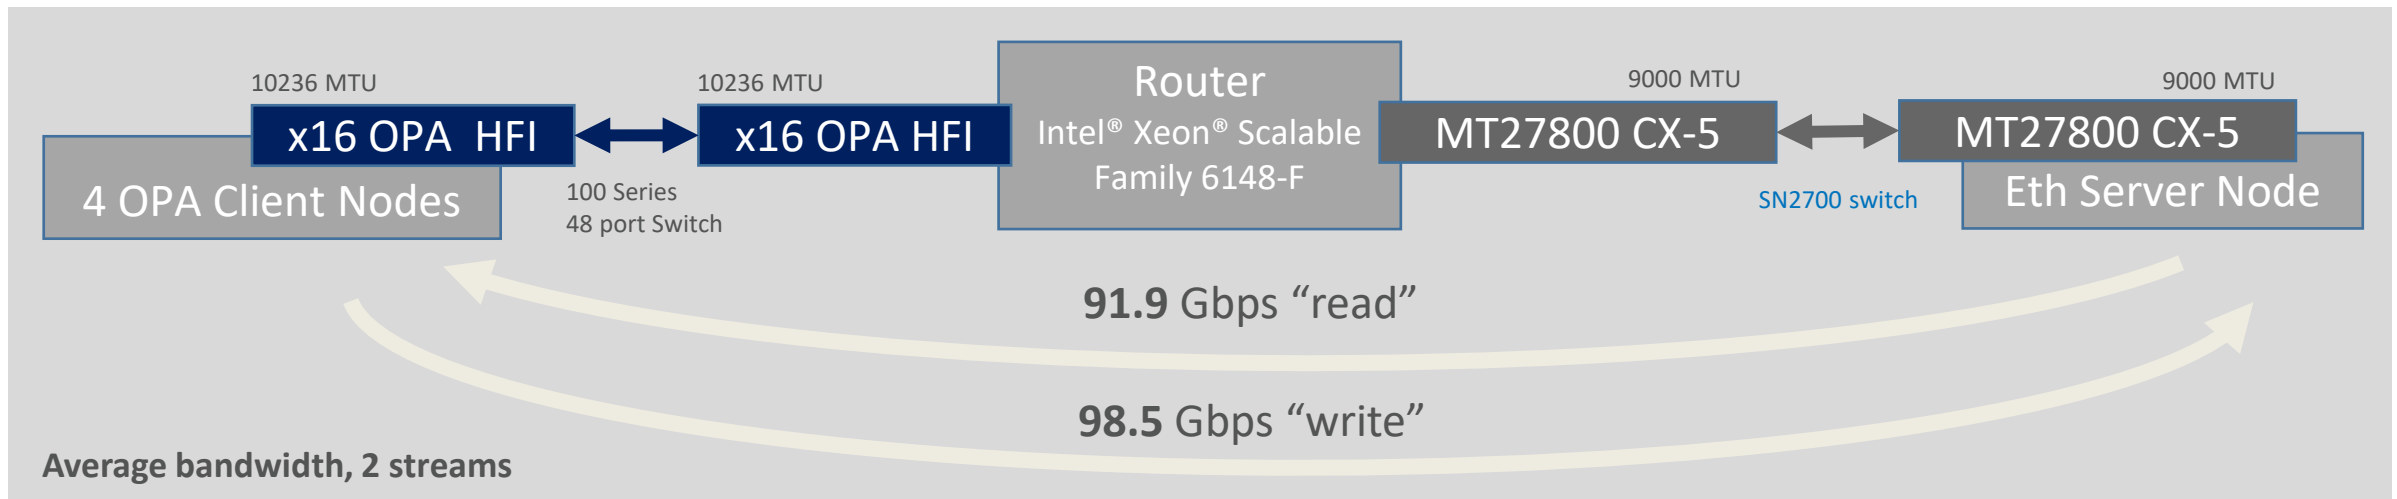 10236 MTU
x16 OPA HFI
4 OPA Client Nodes
100 Series
48 port Switch
10236 MTU
x16 OPA HFI
Router
Intel® Xeon® Scalable
Family 6148-F
9000 MTU
MT27800 CX-5
SN2700 switch
9000 MTU
MT27800 CX-5
Eth Server Node
91.9 Gbps “read”
98.5 Gbps “write”
Average bandwidth, 2 streams